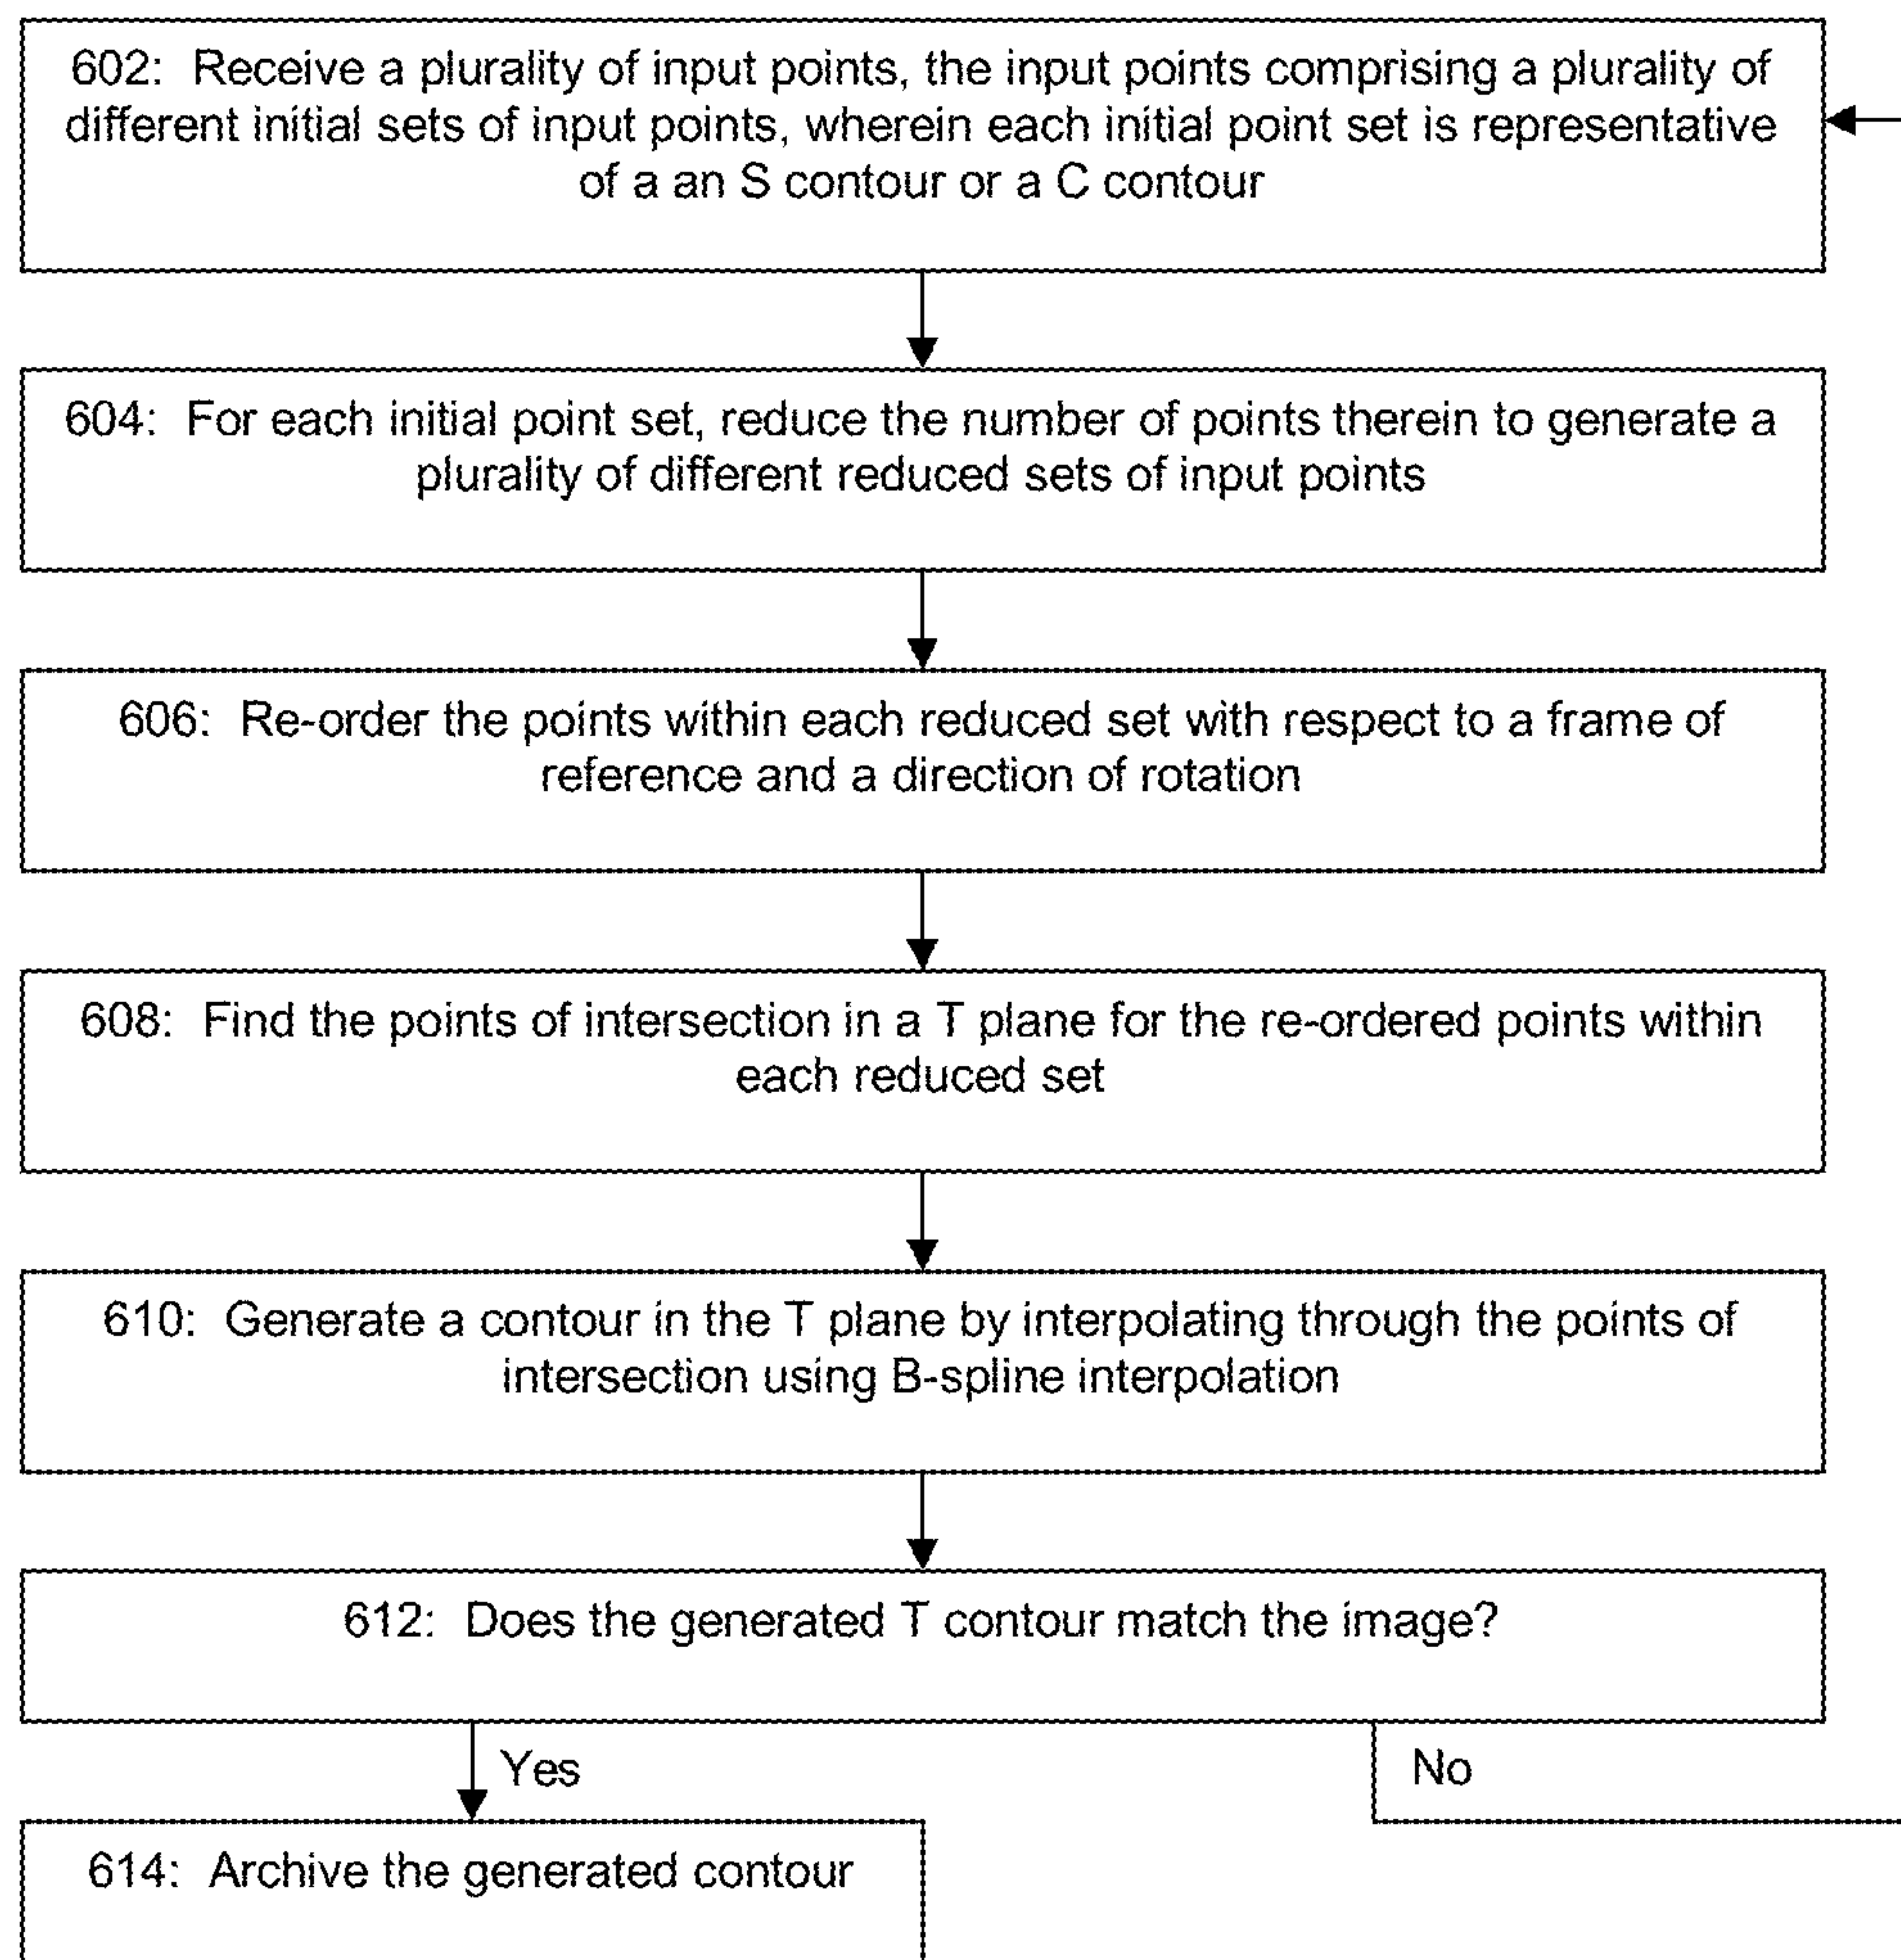 602: Receive a plurality of input points, the input points comprising a plurality of
different initial sets of input points, wherein each initial point set is representative
of a an S contour or a C contour
604: For each initial point set, reduce the number of points therein to generate a
plurality of different reduced sets of input points
606: Re-order the points within each reduced set with respect to a frame of
reference and a direction of rotation
608: Find the points of intersection in a T plane for the re-ordered points within
each reduced set
610: Generate a contour in the T plane by interpolating through the points of
intersection using B-spline interpolation
612: Does the generated T contour match the image?
Yes
No
614: Archive the generated contour